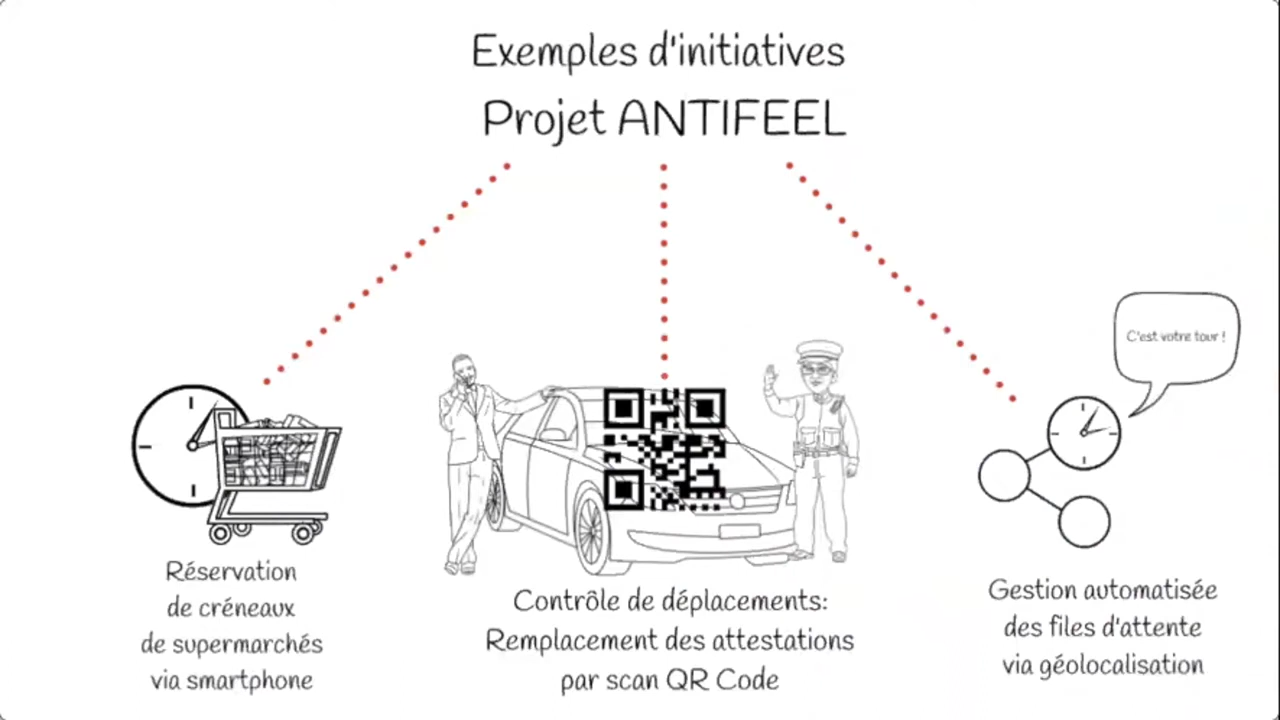 Exemples d'initiatives
Projet ANTIFEEL
C'est votre tour !
Réservation
de créneaux
de supermarchés
via smartphone
Contrôle de déplacements:
Remplacement des attestations
par scan QR Code
Gestion automatisée
des files d'attente
via géolocalisation